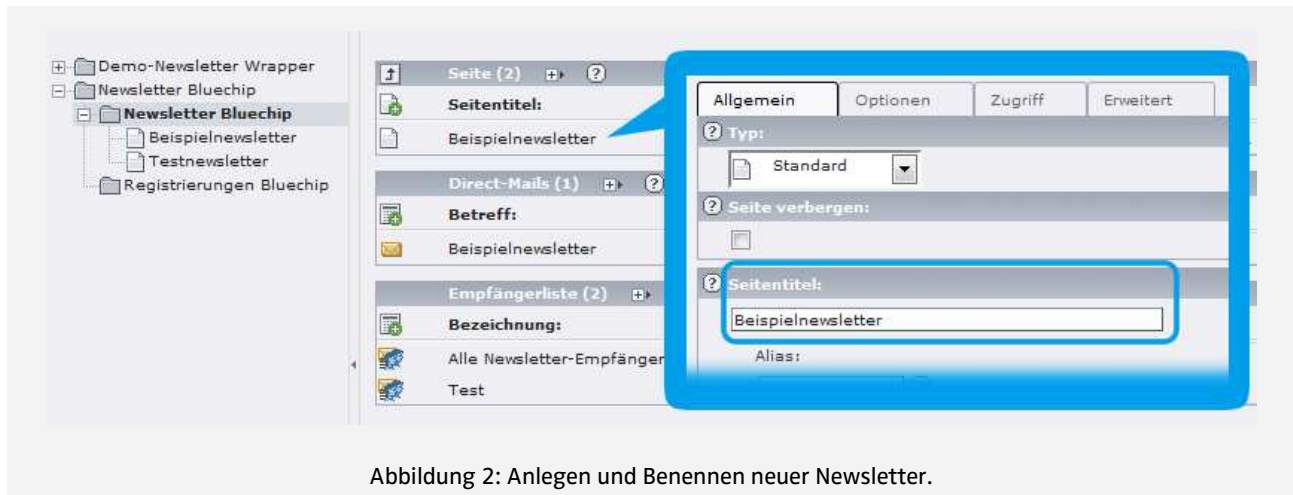 Demo-Newsletter Wrapper
Newsletter Bluechip
Newsletter Bluechip
Beispielnewsletter
Testnewsletter
Registrierungen Bluechip
Seite (2)
Seitentitel:
Beispielnewsletter
Direct-Mails (1)
Betreff:
Beispielnewsletter
Empfängerliste (2)
Bezeichnung:
Alle Newsletter-Empfänger
Test
Allgemein Optionen Zugriff Erweitert
Typ:
Standard
Seite verbergen:
Seitentitel:
Beispielnewsletter
Alias:
Abbildung 2: Anlegen und Benennen neuer Newsletter.